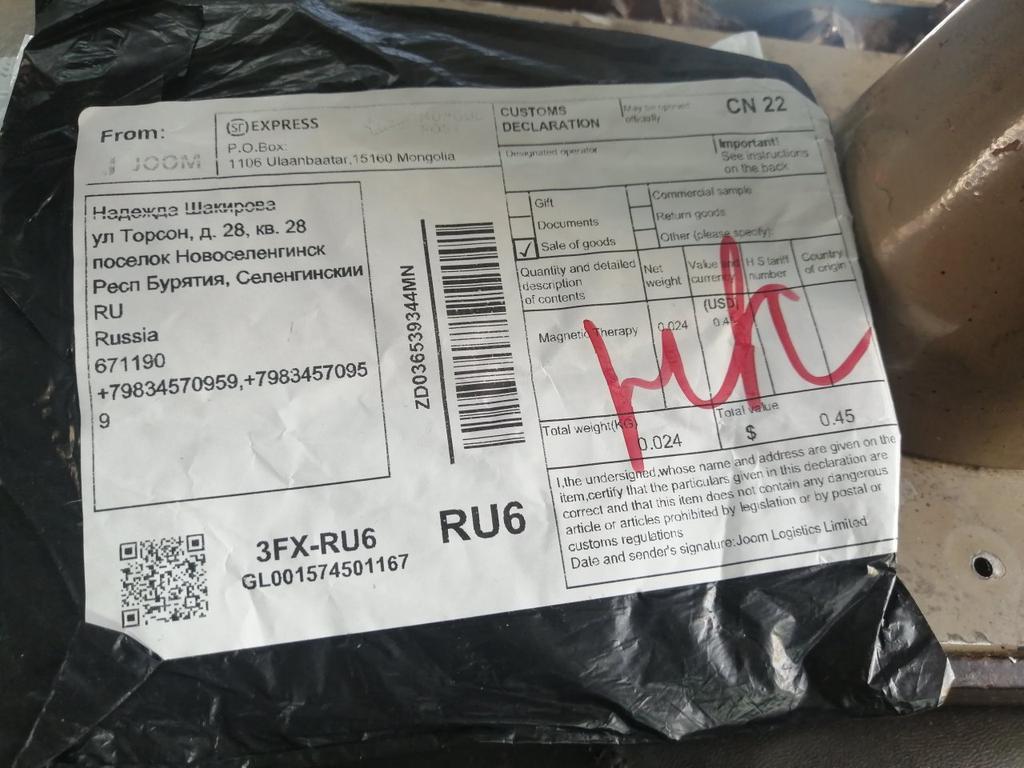 From:
JOOM
EXPRESS
P.O.Box:
1106 Ulaanbaatar,15160 Mongolia
CUSTOMS
DECLARATION
May be opened
officially
CN 22
Designated operator
Important!
See instructions
on the back
Надежда Шакирова
ул Торсон, д. 28, кв. 28
поселок Новоселенгинск
Респ Бурятия, Селенгинскии
RU
Russia
671190
+79834570959,+7983457095
9
ZD036539344MN
Gift
Documents
✓ Sale of goods
Commercial sample
Return goods
Other (please specify):
Quantity and detailed
description
of contents
Net
weight
Value and
currency
(USD)
H S tariff
number
Country
of origin
Magnetic Therapy
0.024
0.4
Total weight(KG)
0.024
Total value
$
0.45
I,the undersigned,whose name and address are given on the
item,certify that the particulars given in this declaration are
correct and that this item does not contain any dangerous
article or articles prohibited by legislation or by postal or
customs regulations
Date and sender's signature:Joom Logistics Limited
3FX-RU6
GL001574501167
RU6